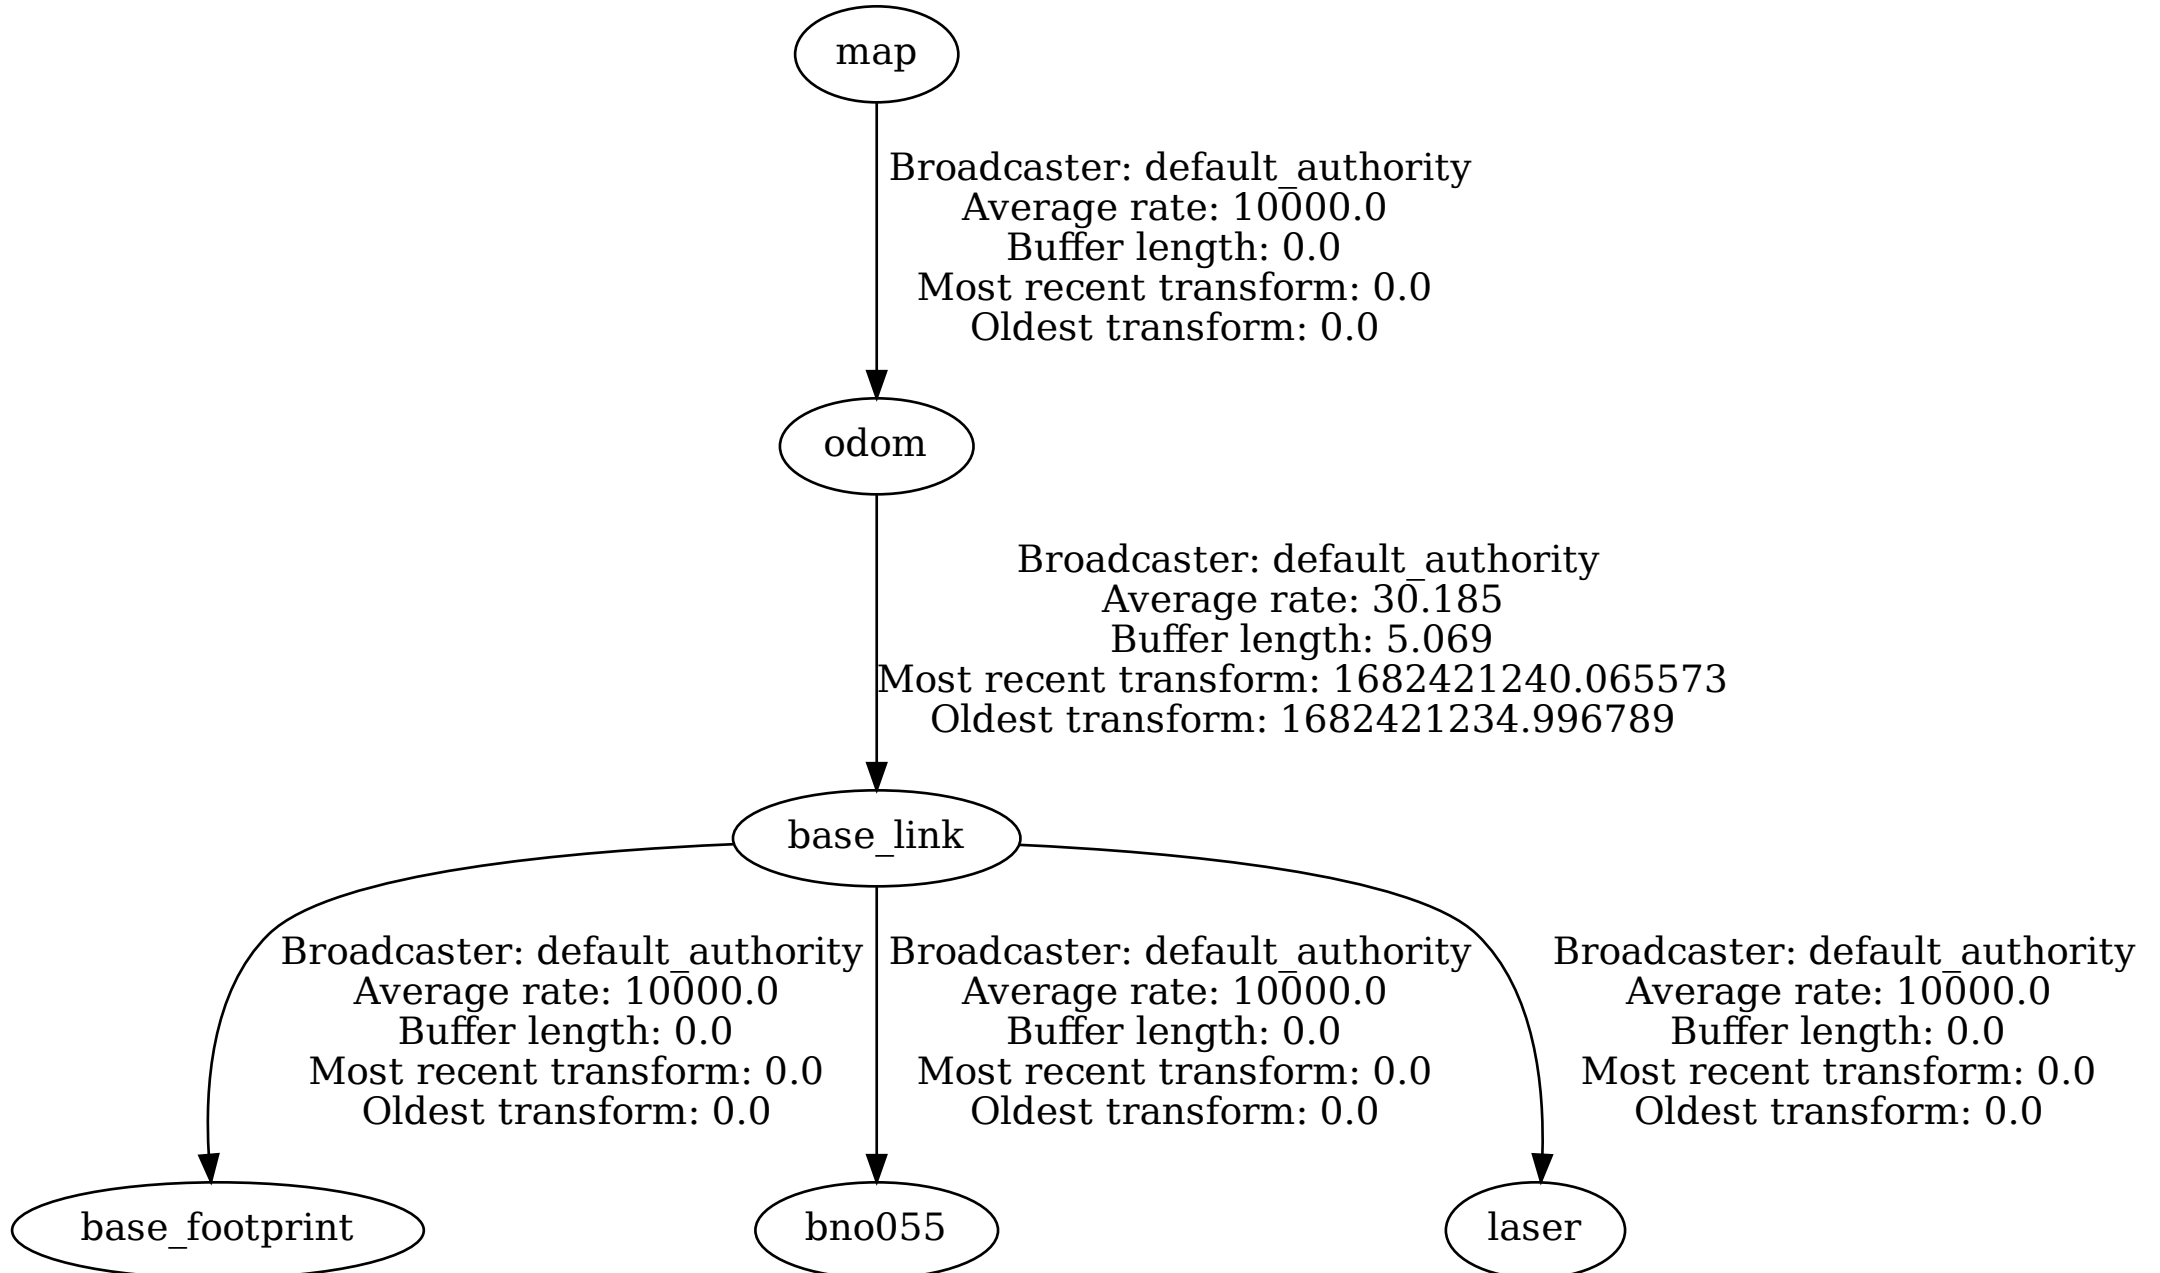 map
Broadcaster: default_authority
Average rate: 10000.0
Buffer length: 0.0
Most recent transform: 0.0
Oldest transform: 0.0
odom
Broadcaster: default_authority
Average rate: 30.185
Buffer length: 5.069
Most recent transform: 1682421240.065573
Oldest transform: 1682421234.996789
base_link
Broadcaster: default_authority
Average rate: 10000.0
Buffer length: 0.0
Most recent transform: 0.0
Oldest transform: 0.0
Broadcaster: default_authority
Average rate: 10000.0
Buffer length: 0.0
Most recent transform: 0.0
Oldest transform: 0.0
Broadcaster: default_authority
Average rate: 10000.0
Buffer length: 0.0
Most recent transform: 0.0
Oldest transform: 0.0
base_footprint
bno055
laser